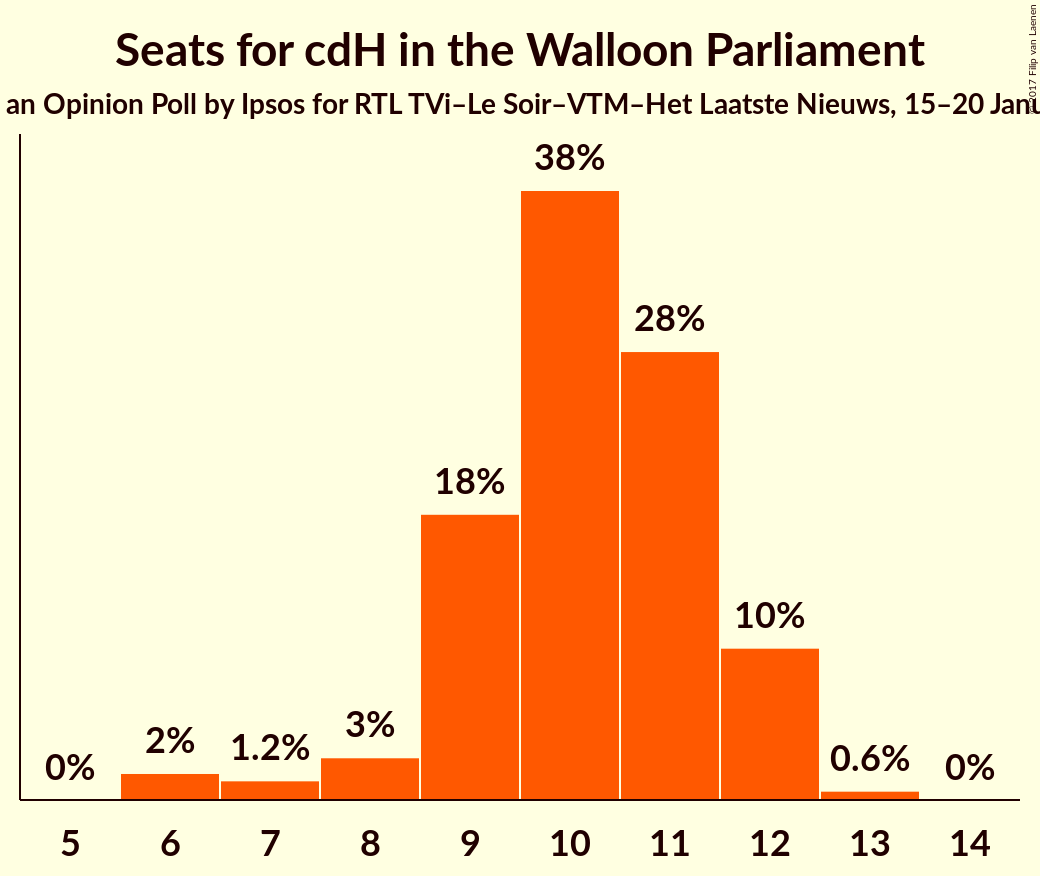 Seats for cdH in the Walloon Parliament
an Opinion Poll by Ipsos for RTL TVi–Le Soir–VTM–Het Laatste Nieuws, 15–20
© 2017 Filip van Laenen
38%
28%
18%
10%
3%
2%
1.2%
0.6%
0%
0%
5 6 7 8 9 10 11 12 13 14